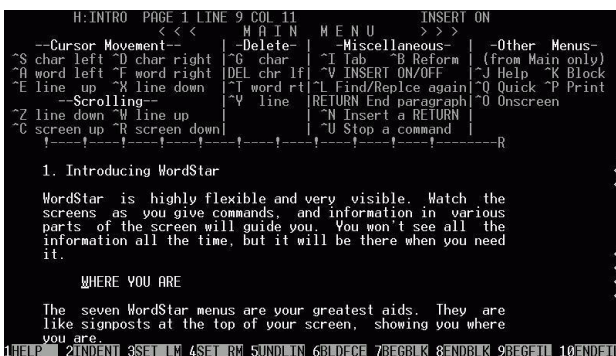 H:INTRO PAGE 1 LINE 9 COL 11 INSERT ON
< < < M A I N M E N U > > >
--Cursor Movement-- | -Delete- | -Miscellaneous- | -Other Menus-
^S char left ^D char right |^G char | ^I Tab ^B Reform | (from Main only)
^A word left ^F word right |DEL chr lf| ^V INSERT ON/OFF |^J Help ^K Block
^E line up ^X line down |^T word rt|^L Find/Replce again|^Q Quick ^P Print
--Scrolling-- |^Y line |RETURN End paragraph|^O Onscreen
^Z line down ^W line up | | ^N Insert a RETURN |
^C screen up ^R screen down| | ^U Stop a command |
!----!----!----!----!----!----!----!----!----!--------R
1. Introducing WordStar
WordStar is highly flexible and very visible. Watch the
screens as you give commands, and information in various
parts of the screen will guide you. You won't see all the
information all the time, but it will be there when you need
it.
WHERE YOU ARE
The seven WordStar menus are your greatest aids. They are
like signposts at the top of your screen, showing you where
you are.
1HELP 2INDENT 3SET LM 4SET RM 5UNDLIN 6BLDFCE 7BEGBLK 8ENDBLK 9BEGFIL 10ENDFIL